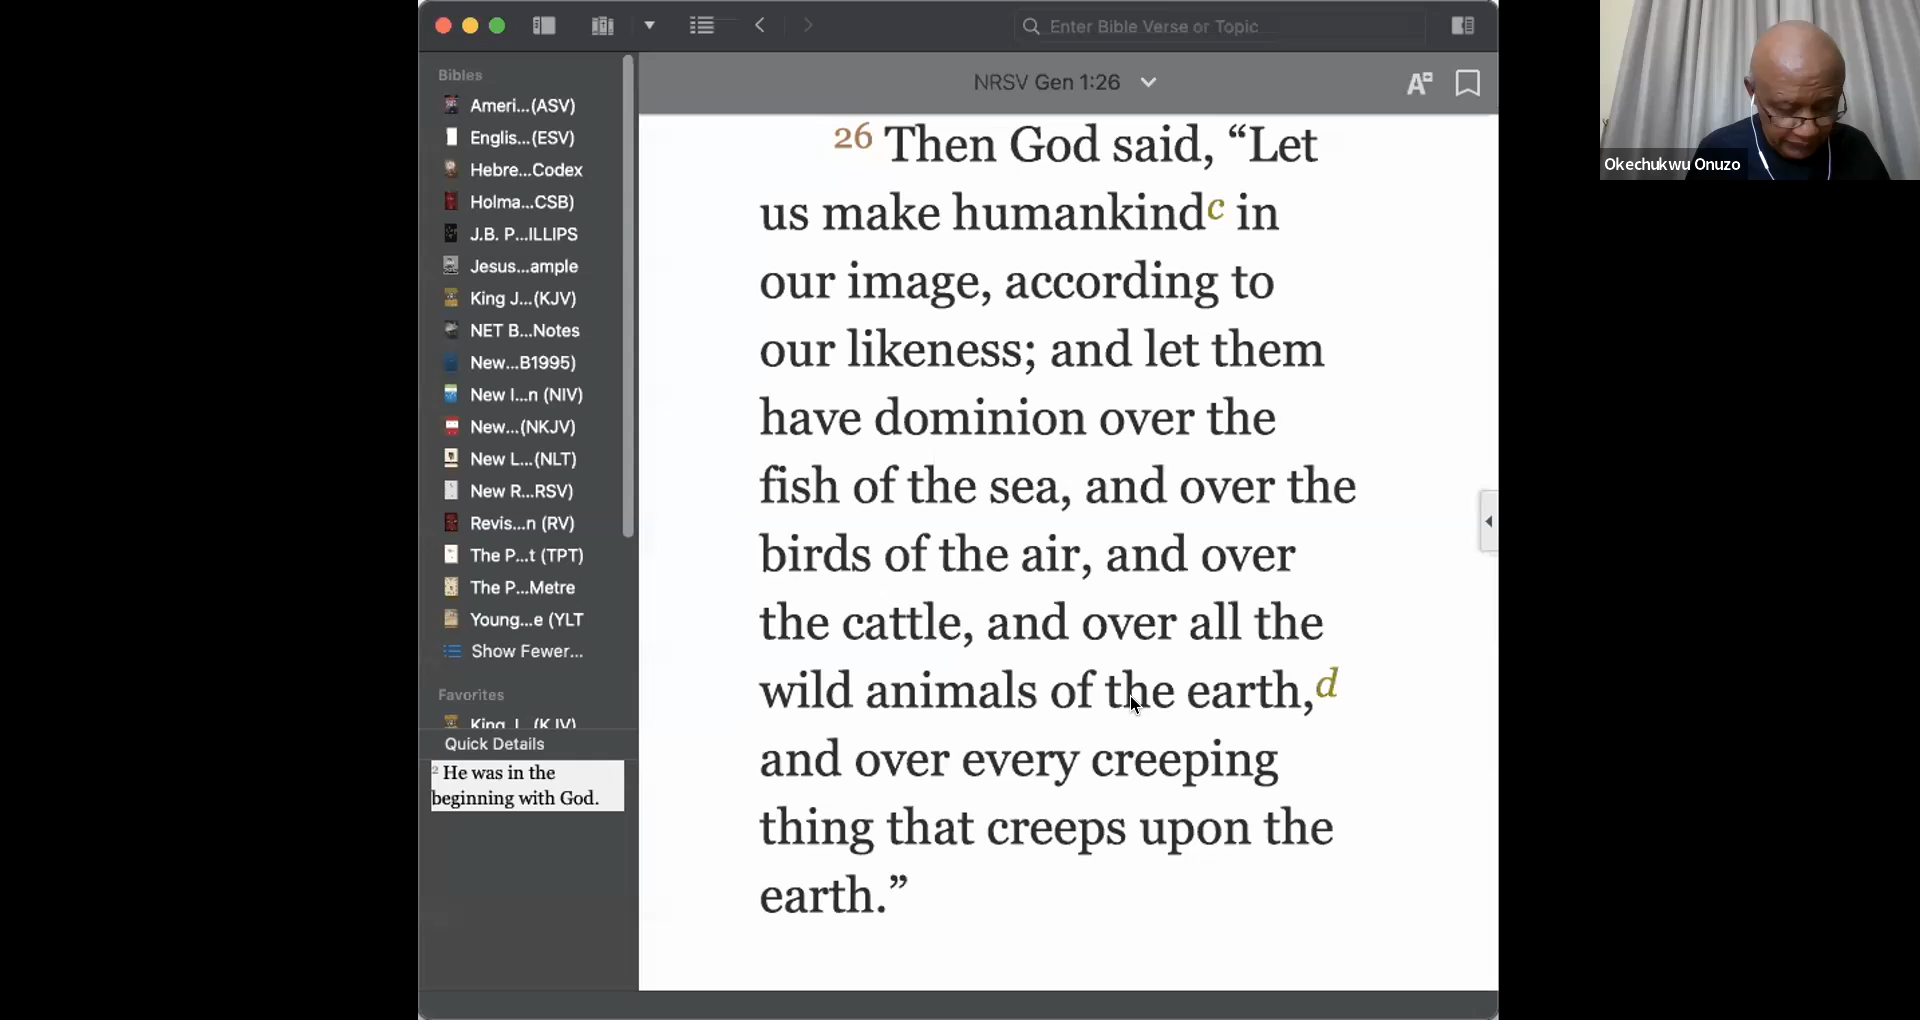 Enter Bible Verse or Topic
Bibles
Ameri...(ASV)
Englis...(ESV)
Hebre...Codex
Holma...CSB)
J.B. P...ILLIPS
Jesus...ample
King J...(KJV)
NET B...Notes
New...B1995)
New I...n (NIV)
New...(NKJV)
New L...(NLT)
New R...RSV)
Revis...n (RV)
The P...t (TPT)
The P...Metre
Young...e (YLT
Show Fewer...
Favorites
King J...(KJV)
Quick Details
2 He was in the
beginning with God.
NRSV Gen 1:26
A
26 Then God said, “Let
us make humankindc in
our image, according to
our likeness; and let them
have dominion over the
fish of the sea, and over the
birds of the air, and over
the cattle, and over all the
wild animals of the earth,d
and over every creeping
thing that creeps upon the
earth.”
Okechukwu Onuzo